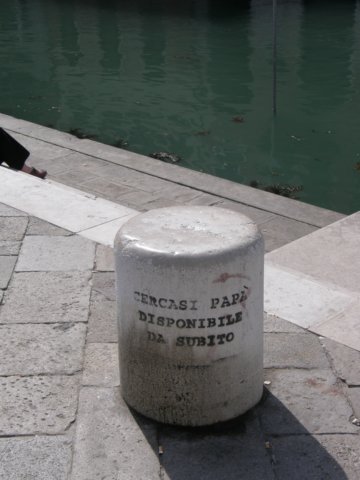 CERCASI PAPÀ
DISPONIBILE
DA SUBITO